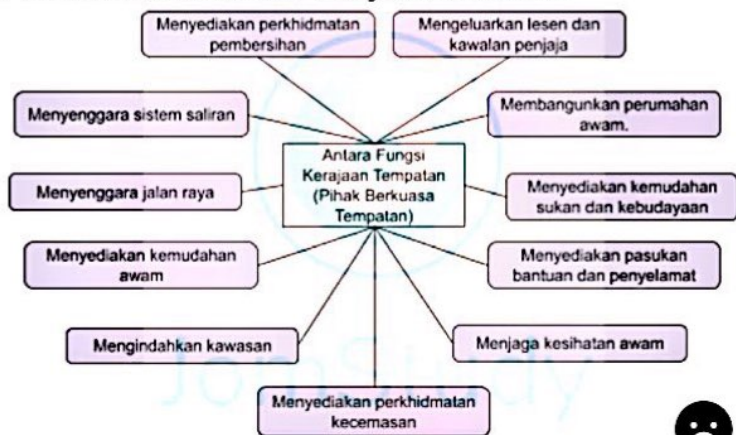 Menyediakan perkhidmatan
pembersihan
Mengeluarkan lesen dan
kawalan penjaja
Menyenggara sistem saliran
Membangunkan perumahan
awam.
Antara Fungsi
Kerajaan Tempatan
(Pihak Berkuasa
Tempatan)
Menyenggara jalan raya
Menyediakan kemudahan
sukan dan kebudayaan
Menyediakan kemudahan
awam
Menyediakan pasukan
bantuan dan penyelamat
Mengindahkan kawasan
Menjaga kesihatan awam
JomStudy
Menyediakan perkhidmatan
kecemasan